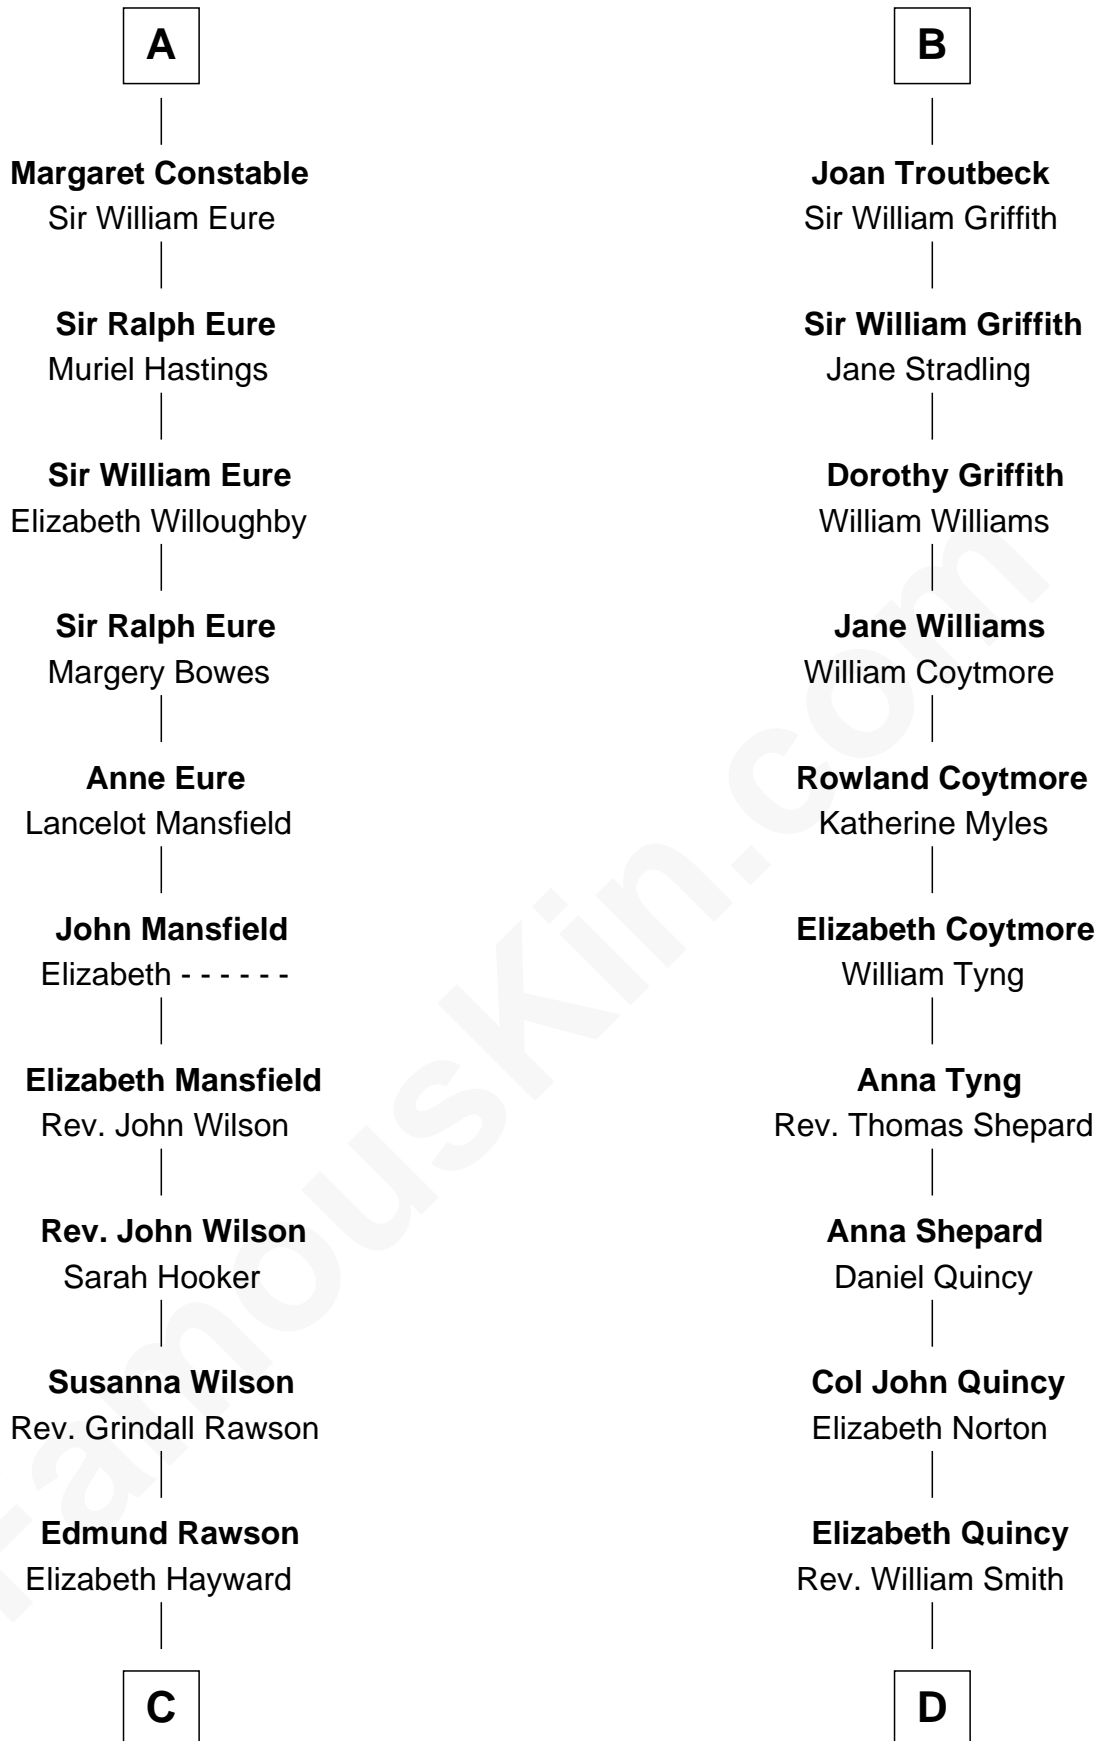 A
Margaret Constable
Sir William Eure
Sir Ralph Eure
Muriel Hastings
Sir William Eure
Elizabeth Willoughby
Sir Ralph Eure
Margery Bowes
Anne Eure
Lancelot Mansfield
John Mansfield
Elizabeth - - - - - -
Elizabeth Mansfield
Rev. John Wilson
Rev. John Wilson
Sarah Hooker
Susanna Wilson
Rev. Grindall Rawson
Edmund Rawson
Elizabeth Hayward
C
B
Joan Troutbeck
Sir William Griffith
Sir William Griffith
Jane Stradling
Dorothy Griffith
William Williams
Jane Williams
William Coytmore
Rowland Coytmore
Katherine Myles
Elizabeth Coytmore
William Tyng
Anna Tyng
Rev. Thomas Shepard
Anna Shepard
Daniel Quincy
Col John Quincy
Elizabeth Norton
Elizabeth Quincy
Rev. William Smith
D
FamousKin.com